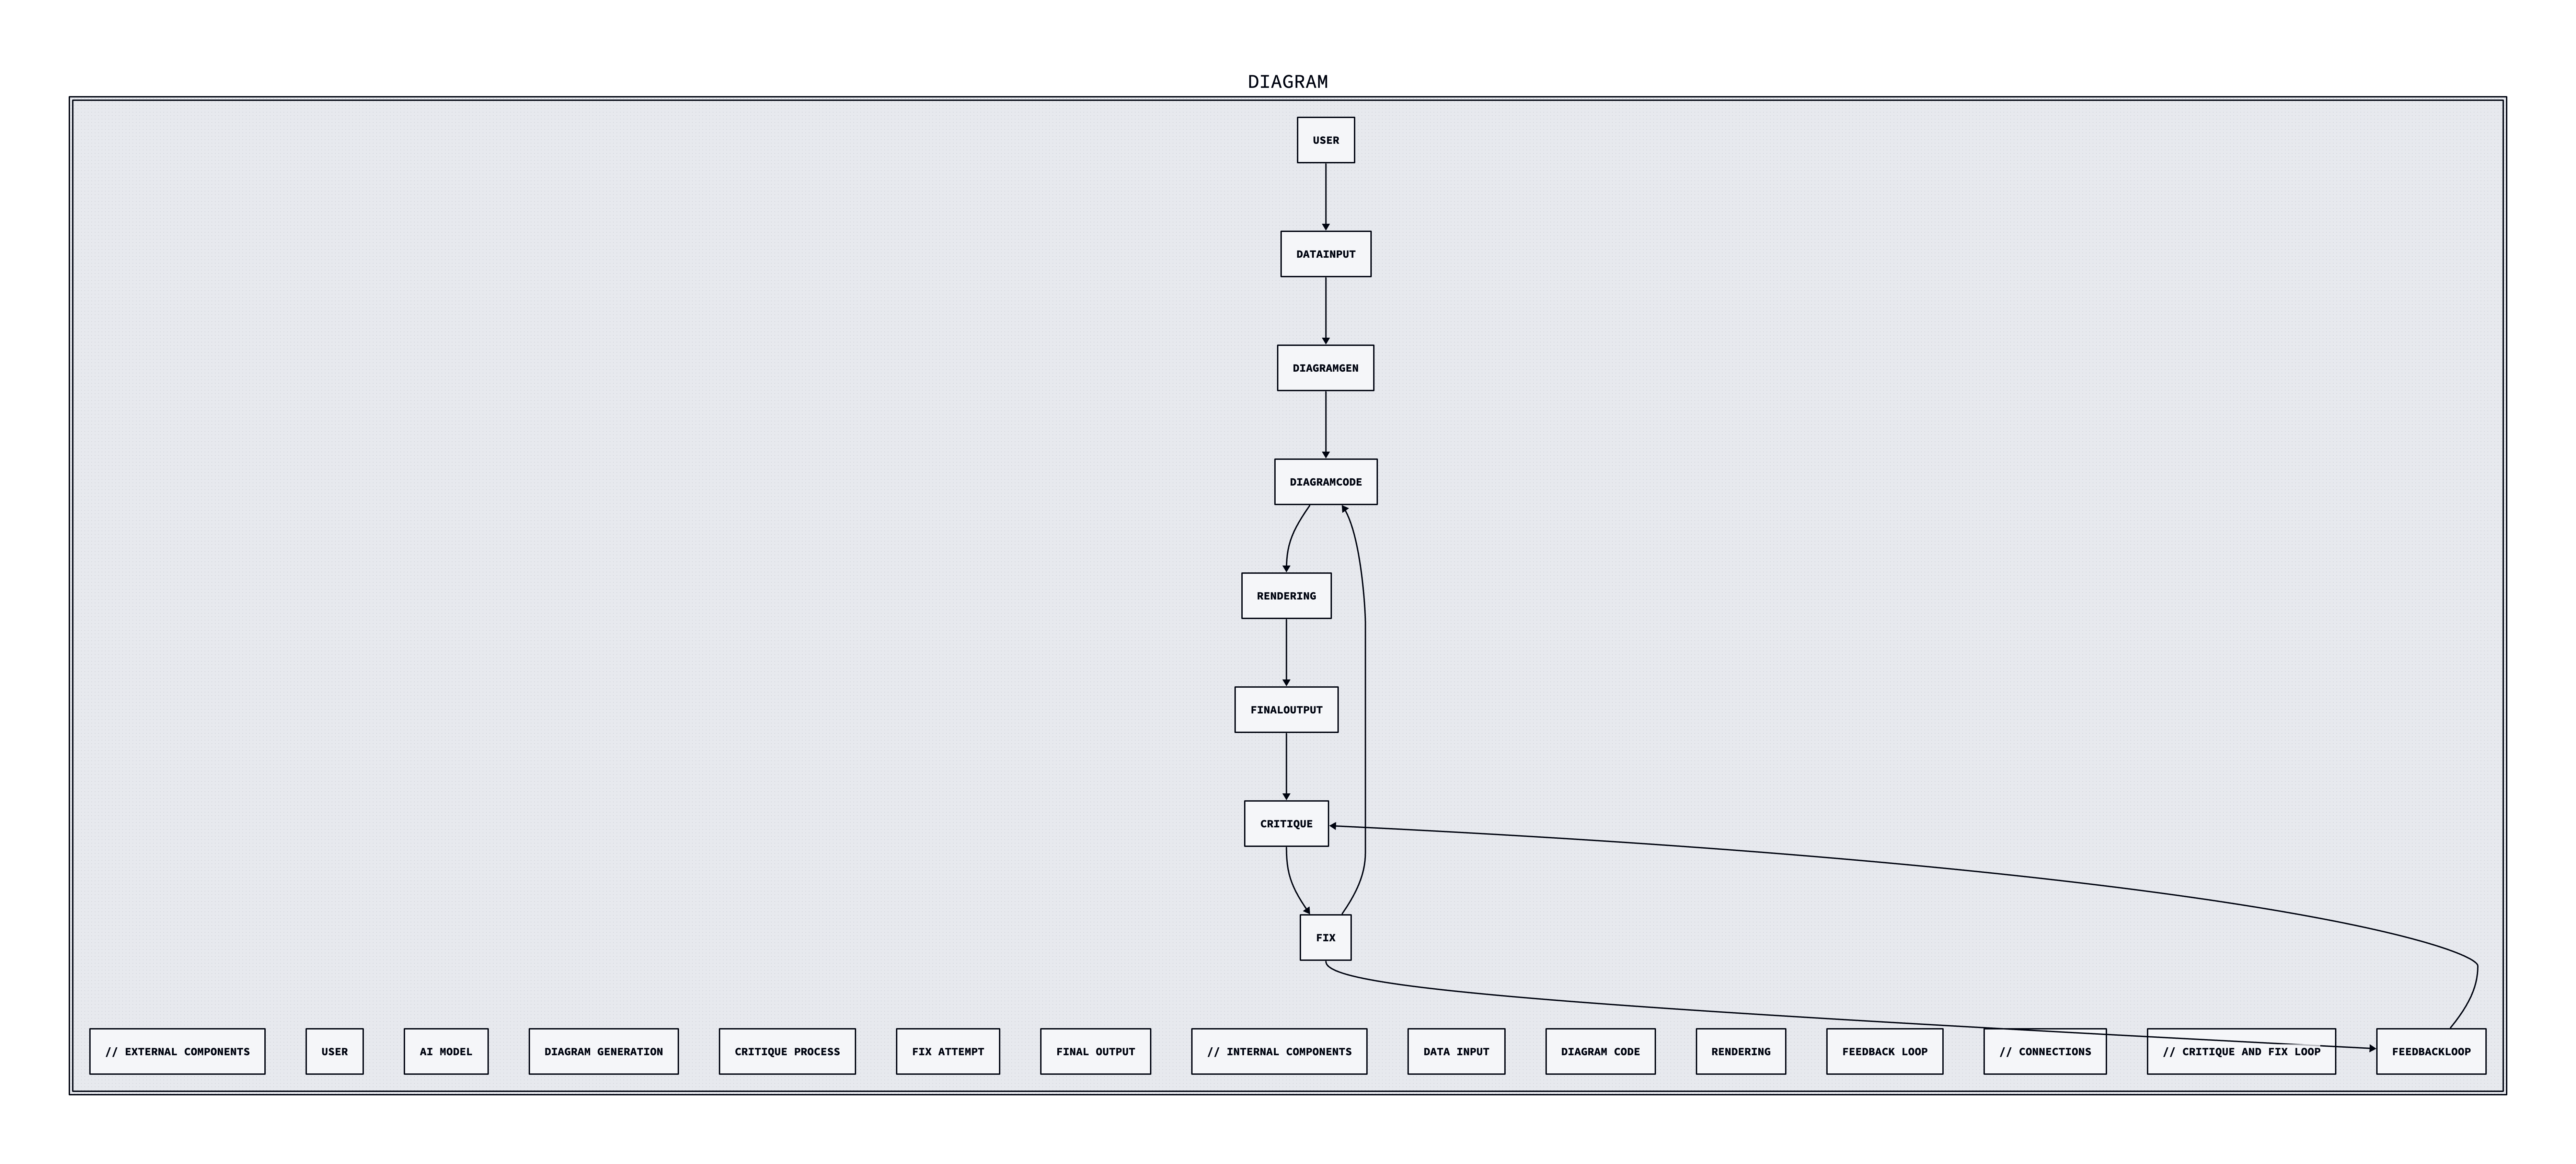 DIAGRAM
USER
DATAINPUT
DIAGRAMGEN
DIAGRAMCODE
RENDERING
FINALOUTPUT
CRITIQUE
FIX
// EXTERNAL COMPONENTS
USER
AI MODEL
DIAGRAM GENERATION
CRITIQUE PROCESS
FIX ATTEMPT
FINAL OUTPUT
// INTERNAL COMPONENTS
DATA INPUT
DIAGRAM CODE
RENDERING
FEEDBACK LOOP
// CONNECTIONS
// CRITIQUE AND FIX LOOP
FEEDBACKLOOP